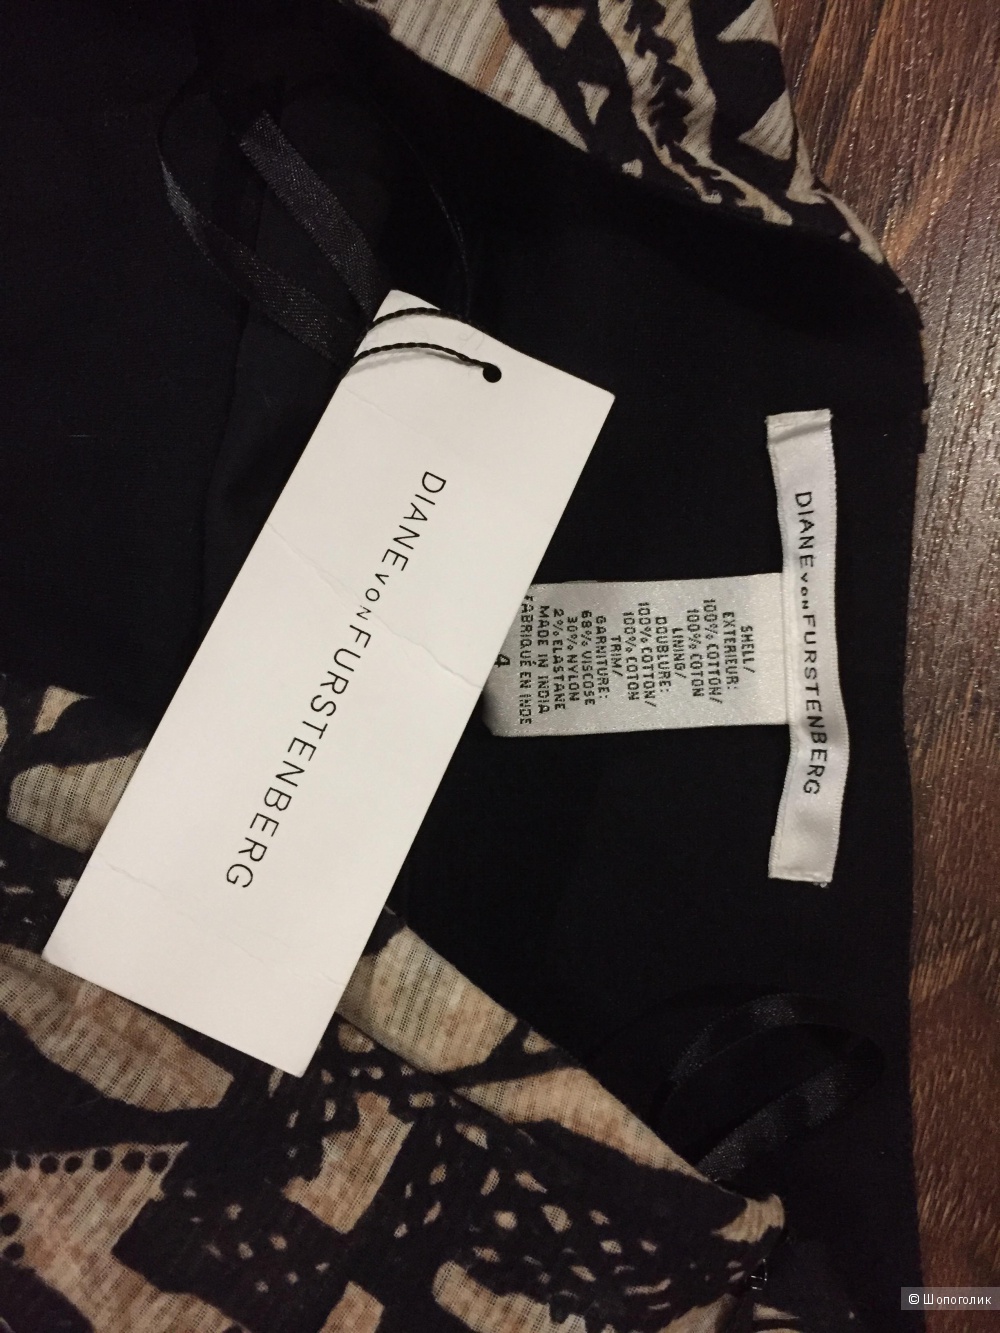 DIANE VON FURSTENBERG
DIANE VON FURSTENBERG
SHELL/
EXTERIEUR:
100% COTTON/
100% COTON
LINING/
DOUBLURE:
100% COTTON/
100% COTON
TRIM/
GARNITURE:
68% VISCOSE
30% NYLON
2% ELASTANE
MADE IN INDIA
FABRIQUÉ EN INDE
4
© Шопоголик